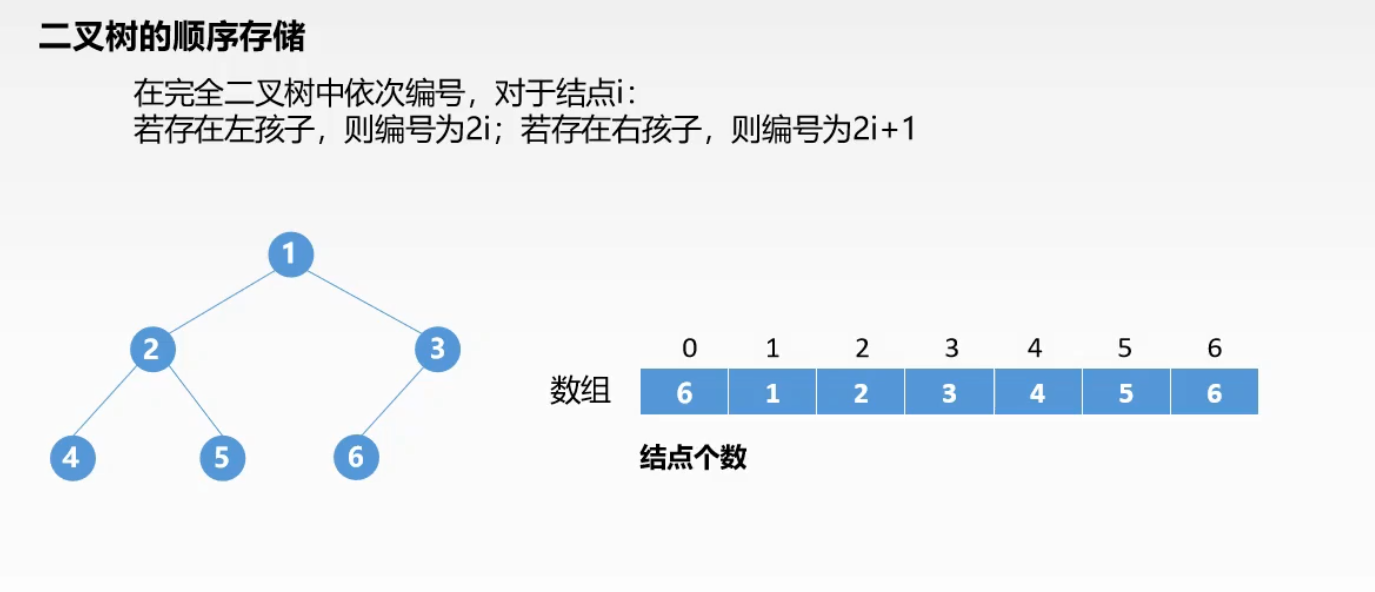 二叉树的顺序存储
在完全二叉树中依次编号，对于结点i：
若存在左孩子，则编号为2i；若存在右孩子，则编号为2i+1
1
2 3
4 5 6
0 1 2 3 4 5 6
数组 6 1 2 3 4 5 6
结点个数